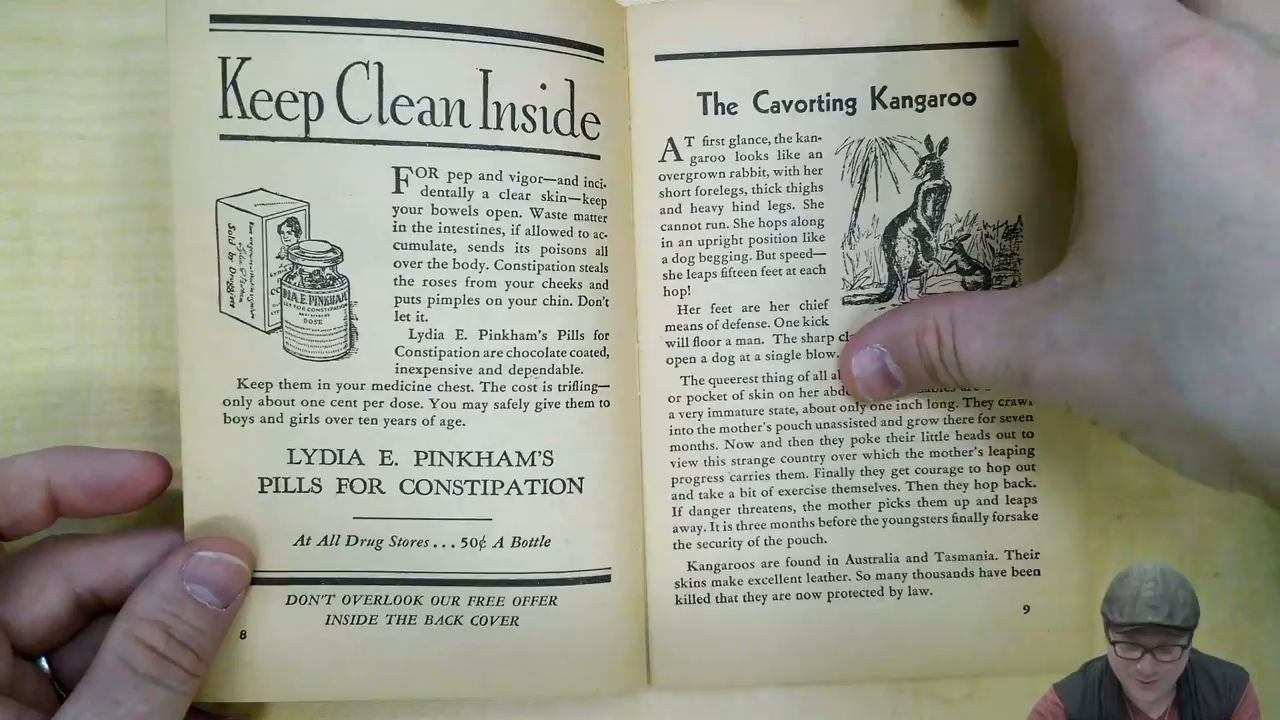 Keep Clean Inside
FOR pep and vigor—and inci-
dentally a clear skin—keep
your bowels open. Waste matter
in the intestines, if allowed to ac-
cumulate, sends its poisons all
over the body. Constipation steals
the roses from your cheeks and
puts pimples on your chin. Don't
let it.
Lydia E. Pinkham's Pills for
Constipation are chocolate coated,
inexpensive and dependable.
Keep them in your medicine chest. The cost is trifling—
only about one cent per dose. You may safely give them to
boys and girls over ten years of age.
Sold by Druggists
DOSE
LYDIA E. PINKHAM'S
PILLS FOR CONSTIPATION
At All Drug Stores . . . 50¢ A Bottle
DON'T OVERLOOK OUR FREE OFFER
INSIDE THE BACK COVER
8
The Cavorting Kangaroo
AT first glance, the kan-
garoo looks like an
overgrown rabbit, with her
short forelegs, thick thighs
and heavy hind legs. She
cannot run. She hops along
in an upright position like
a dog begging. But speed—
she leaps fifteen feet at each
hop!
Her feet are her chief
means of defense. One kick
will floor a man. The sharp
open a dog at a single blow.
The queerest thing of all
or pocket of skin on her
a very immature state, about only one inch long. They crawl
into the mother's pouch unassisted and grow there for seven
months. Now and then they poke their little heads out to
view this strange country over which the mother's leaping
progress carries them. Finally they get courage to hop out
and take a bit of exercise themselves. Then they hop back.
If danger threatens, the mother picks them up and leaps
away. It is three months before the youngsters finally forsake
the security of the pouch.
Kangaroos are found in Australia and Tasmania. Their
skins make excellent leather. So many thousands have been
killed that they are now protected by law.
9